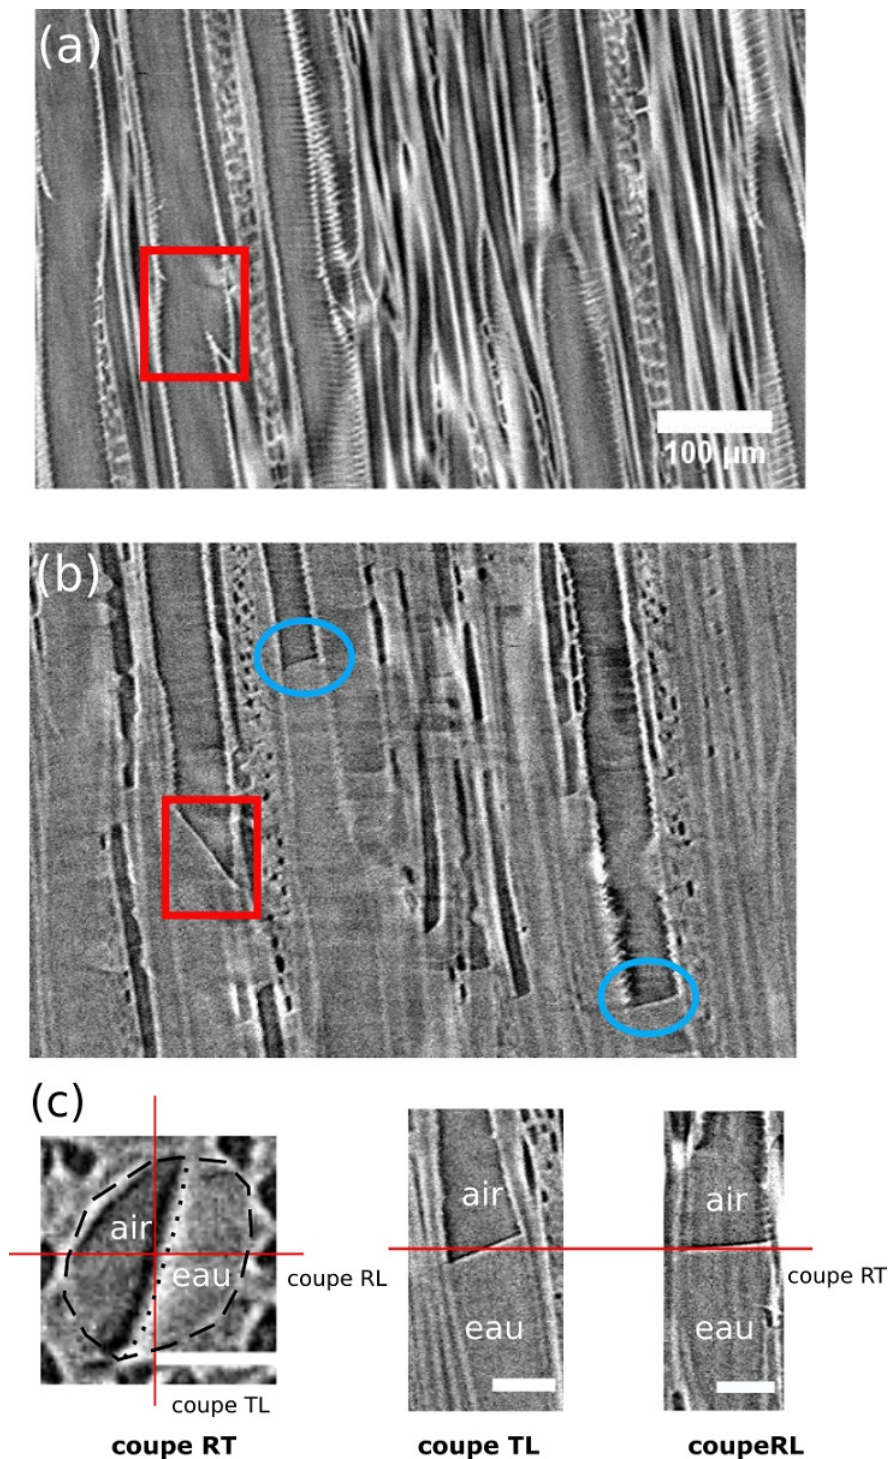 (a)
100 µm
(b)
(c)
air
eau
coupe RL
coupe TL
coupe RT
air
eau
coupe TL
air
eau
coupe RT
coupeRL